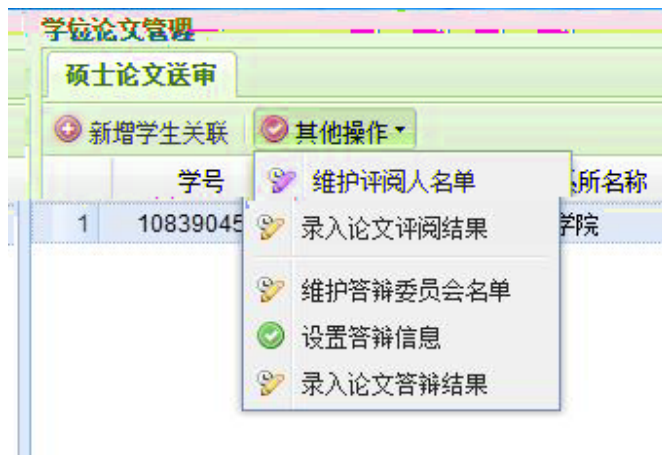 学位论文管理
硕士论文送审
新增学生关联 其他操作
学号 所名称
维护评阅人名单
1 10839045 学院
录入论文评阅结果
维护答辩委员会名单
设置答辩信息
录入论文答辩结果